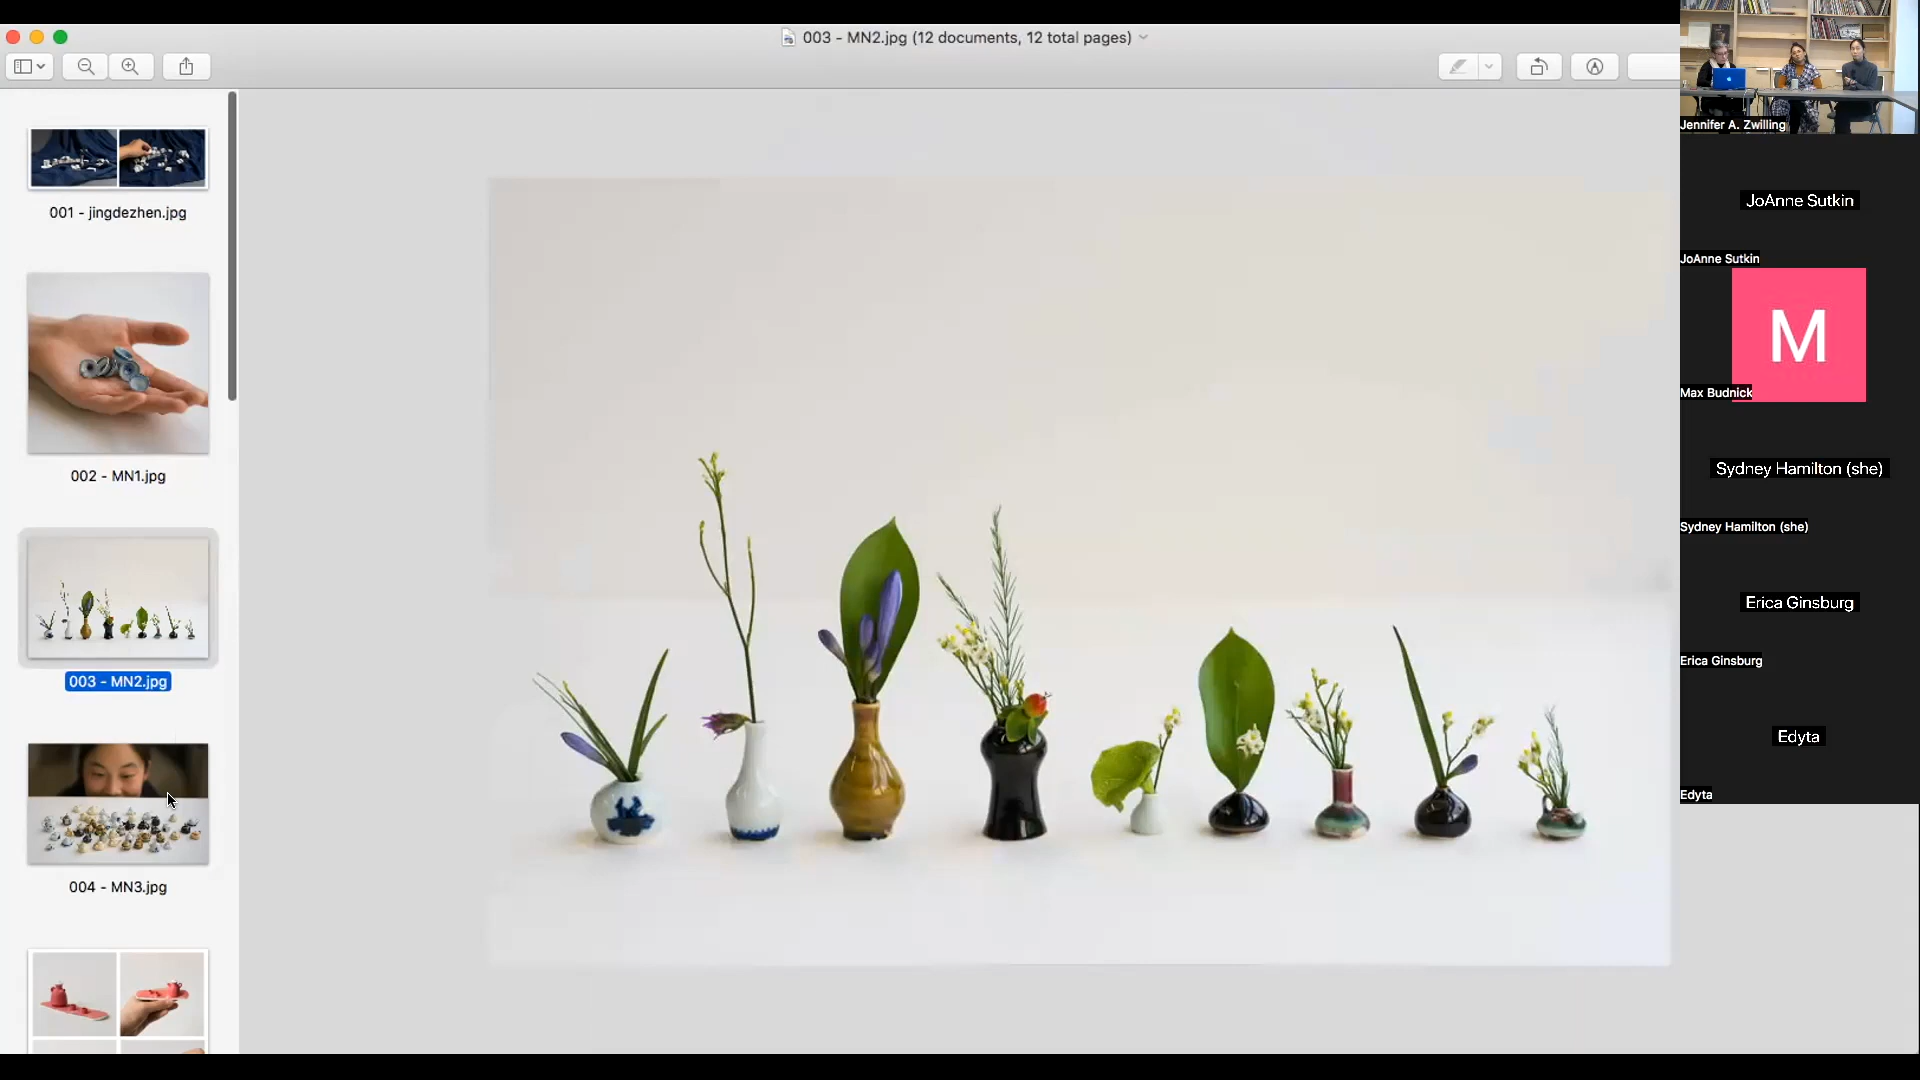 003 - MN2.jpg (12 documents, 12 total pages)
001 - jingdezhen.jpg
002 - MN1.jpg
003 - MN2.jpg
004 - MN3.jpg
Jennifer A. Zwilling
JoAnne Sutkin
JoAnne Sutkin
M
Max Budnick
Sydney Hamilton (she)
Sydney Hamilton (she)
Erica Ginsburg
Erica Ginsburg
Edyta
Edyta